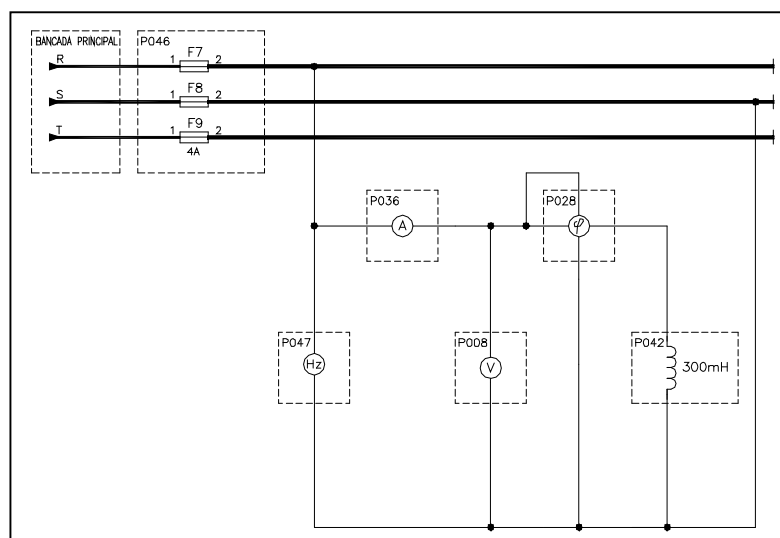 BANCADA PRINCIPAL
P046
R
1
F7
2
S
1
F8
2
T
1
F9
2
4A
P036
A
P028
φ
P047
Hz
P008
V
P042
300mH